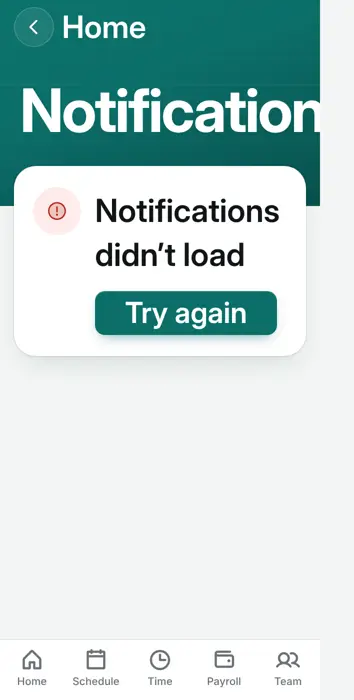 Home
Notification
Notifications
didn’t load
Try again
Home
Schedule
Time
Payroll
Team